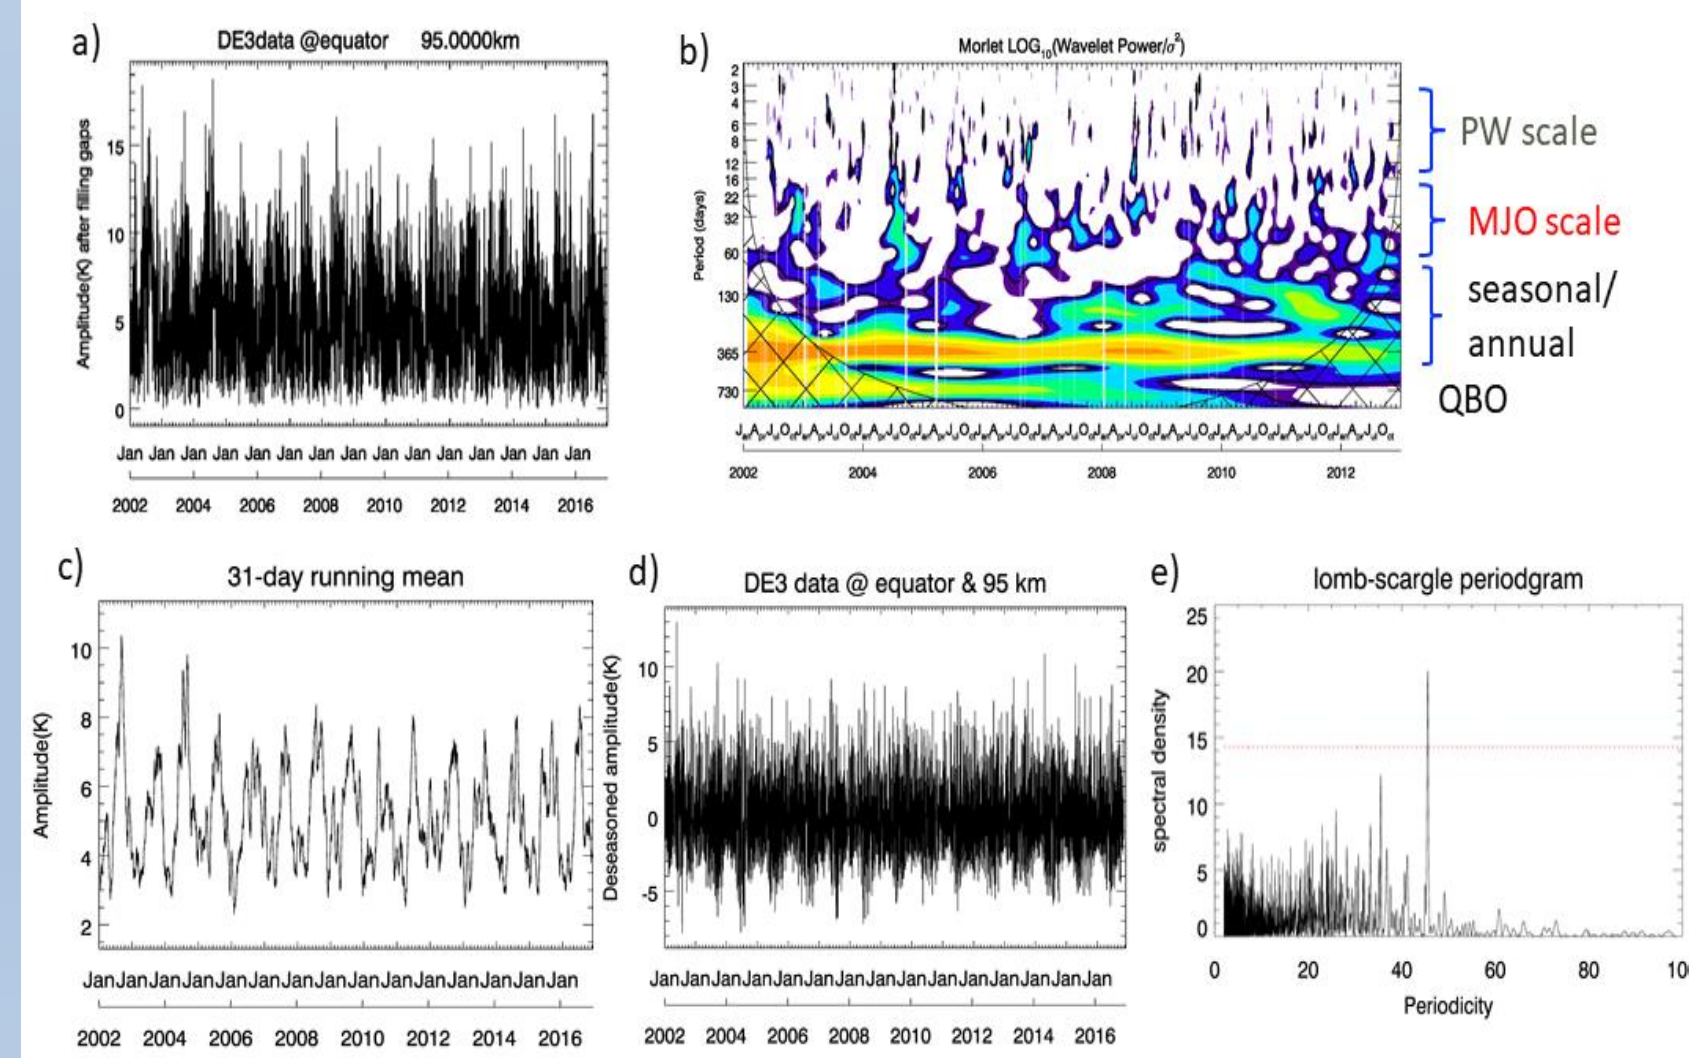 a)
DE3data @equator 95.0000km
Amplitude(K) after filling gaps
15
10
5
0
Jan Jan Jan Jan Jan Jan Jan Jan Jan Jan Jan Jan Jan Jan Jan
2002 2004 2006 2008 2010 2012 2014 2016
b)
Morlet LOG10(Wavelet Power/σ2)
Period (days)
2
3
4
6
8
12
16
22
32
60
130
365
730
2002 2004 2006 2008 2010 2012
PW scale
MJO scale
seasonal/
annual
QBO
c)
31-day running mean
Amplitude(K)
10
8
6
4
2
JanJanJanJanJanJanJanJanJanJanJanJanJanJanJan
2002 2004 2006 2008 2010 2012 2014 2016
d)
DE3 data @ equator & 95 km
Deseasoned amplitude(K)
10
5
0
-5
JanJanJanJanJanJanJanJanJanJanJanJanJanJanJan
2002 2004 2006 2008 2010 2012 2014 2016
e)
lomb-scargle periodgram
spectral density
25
20
15
10
5
0
0 20 40 60 80 10
Periodicity